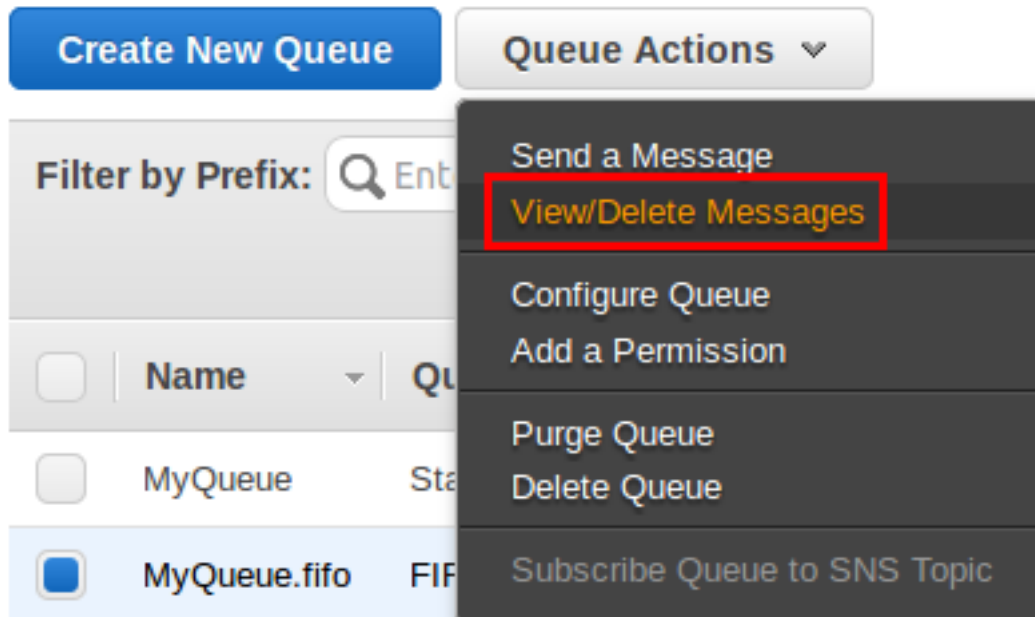 Create New Queue Queue Actions
Filter by Prefix:
Send a Message
View/Delete Messages
Configure Queue
Add a Permission
Name
Purge Queue
Delete Queue
MyQueue
MyQueue.fifo
Subscribe Queue to SNS Topic